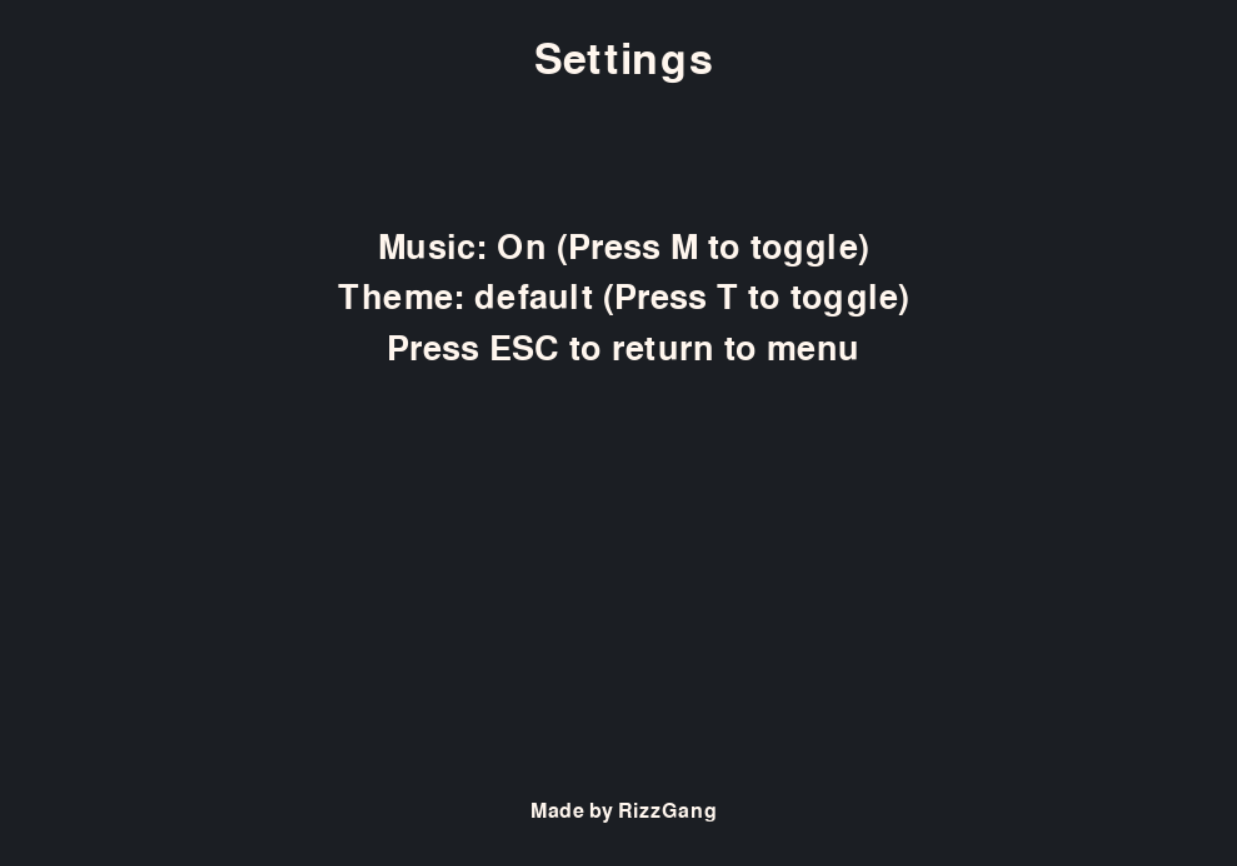 Settings
Music: On (Press M to toggle)
Theme: default (Press T to toggle)
Press ESC to return to menu
Made by RizzGang